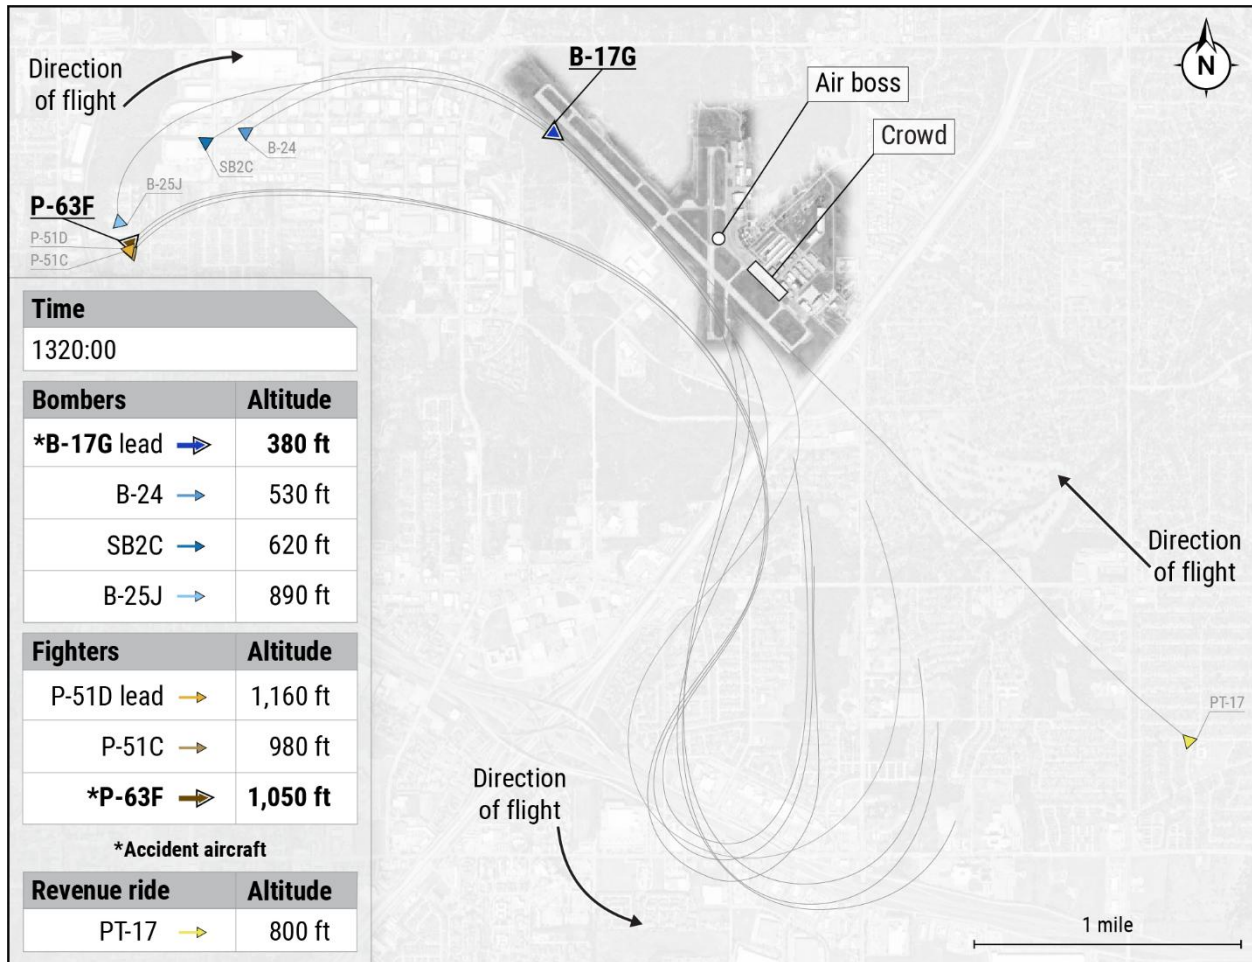 Direction
of flight
B-17G
Air boss
Crowd
N
B-24
SB2C
B-25J
P-63F
P-51D
P-51C
Time
1320:00
Bombers Altitude
*B-17G lead 380 ft
B-24 530 ft
SB2C 620 ft
B-25J 890 ft
Fighters Altitude
P-51D lead 1,160 ft
P-51C 980 ft
*P-63F 1,050 ft
*Accident aircraft
Revenue ride Altitude
PT-17 800 ft
Direction
of flight
Direction
of flight
PT-17
1 mile